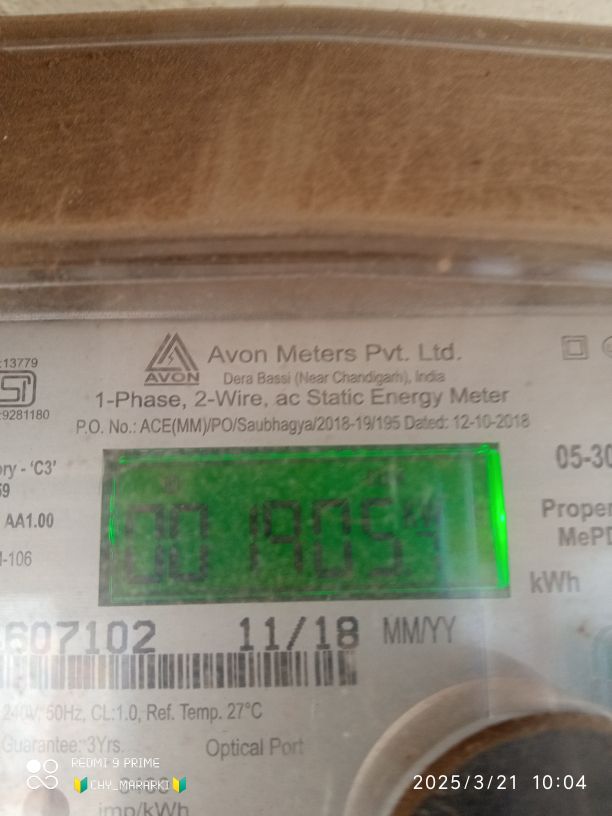 :13779
AVON
Avon Meters Pvt. Ltd.
Dera Bassi (Near Chandigarh), India
:9281180
1-Phase, 2-Wire, ac Static Energy Meter
P.O. No.: ACE(MM)/PO/Saubhagya/2018-19/195 Dated: 12-10-2018
ory - 'C3'
59
AA1.00
-106
001905
05-30
Proper
MePD
kWh
607102 11/18 MM/YY
240V, 50Hz, CL:1.0, Ref. Temp. 27°C
Guarantee: 3Yrs. Optical Port
imp/kWh
REDMI 9 PRIME
CHY_MARAPKI
2025/3/21 10:04